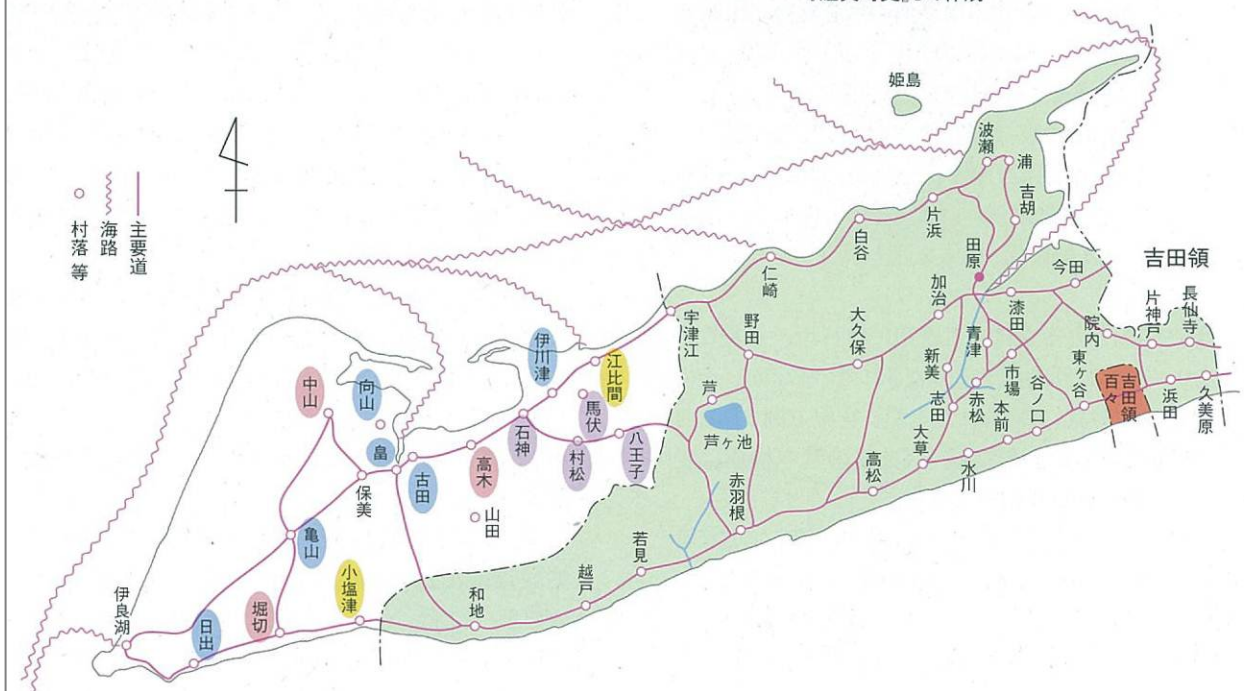 姫島
主要道
海路
村落等
吉田領
波瀬
浦
吉胡
片浜
白谷
田原
今田
仁崎
加治
漆田
片神戸
長仙寺
宇津江
野田
大久保
青津
院内
伊川津
江比間
新美
市場
谷ノ口
東ヶ谷
吉田領
百々
浜田
久美原
中山
向山
馬伏
芦
芦ヶ池
志田
赤松
本前
畠
石神
村松
八王子
大草
水川
保美
古田
高木
赤羽根
高松
山田
亀山
若見
伊良湖
小塩津
越戸
日出
堀切
和地